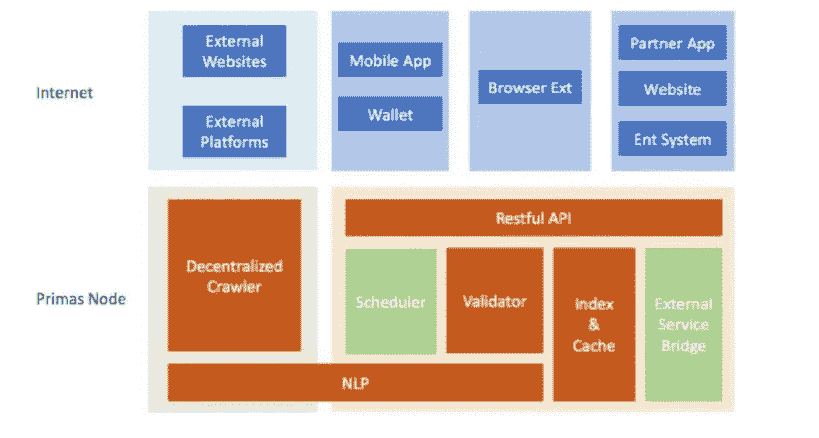 Internet
External
Websites
External
Platforms
Mobile App
Wallet
Browser Ext
Partner App
Website
Ent System
Primas Node
Decentralized
Crawler
Restful API
Scheduler
Validator
Index
&
Cache
External
Service
Bridge
NLP